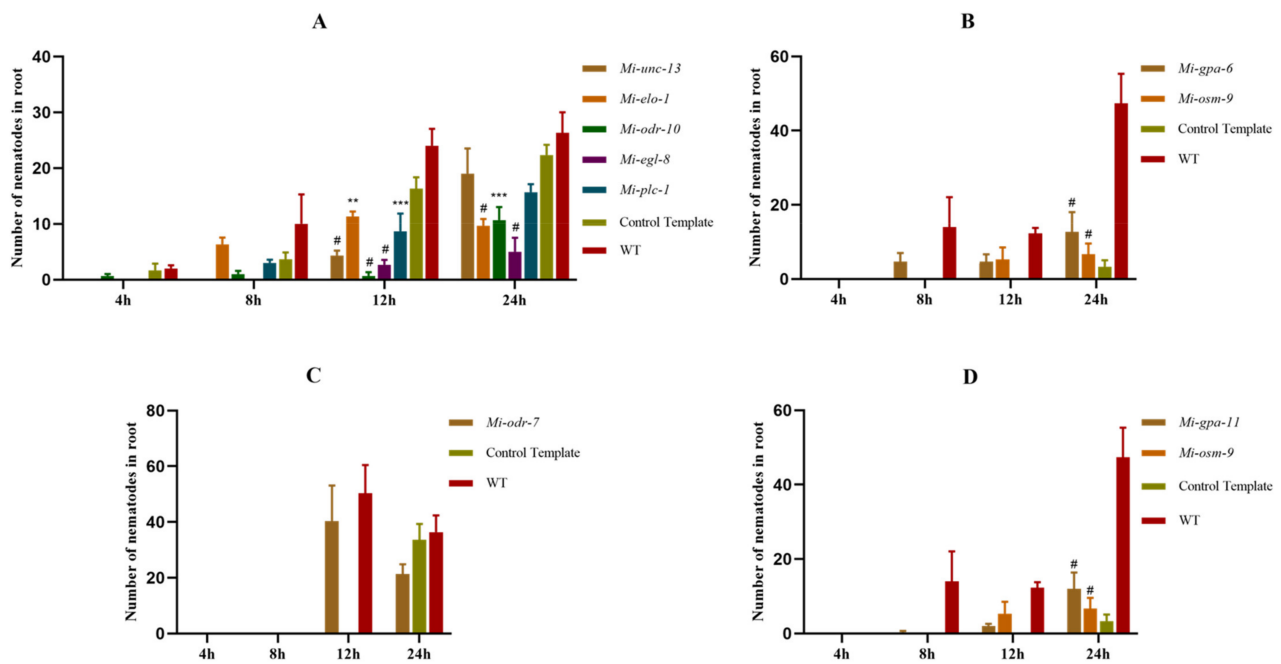 A
Number of nematodes in root
40
30
20
10
0
4h
8h
12h
24h
#
**
#
#
***
#
***
#
Mi-unc-13
Mi-elo-1
Mi-odr-10
Mi-egl-8
Mi-plc-1
Control Template
WT
B
Number of nematodes in root
60
40
20
0
4h
8h
12h
24h
#
#
Mi-gpa-6
Mi-osm-9
Control Template
WT
C
Number of nematodes in root
80
60
40
20
0
4h
8h
12h
24h
Mi-odr-7
Control Template
WT
D
Number of nematodes in root
60
40
20
0
4h
8h
12h
24h
#
#
Mi-gpa-11
Mi-osm-9
Control Template
WT